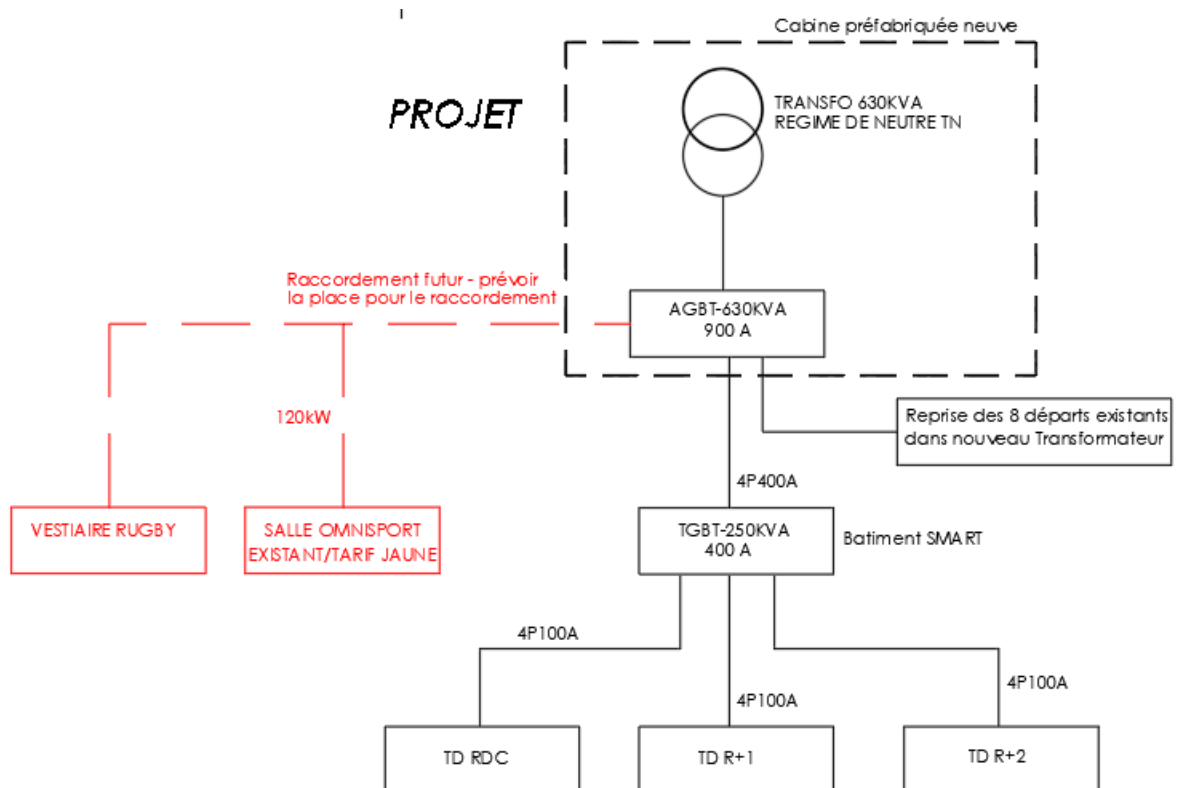 Cabine préfabriquée neuve
PROJET
TRANSFO 630KVA
REGIME DE NEUTRE TN
Raccordement futur - prévoir
la place pour le raccordement
AGBT-630KVA
900 A
120kW
Reprise des 8 départs existants
dans nouveau Transformateur
4P400A
VESTIAIRE RUGBY
SALLE OMNISPORT
EXISTANT/TARIF JAUNE
TGBT-250KVA
400 A
Batiment SMART
4P100A
4P100A
4P100A
TD RDC
TD R+1
TD R+2